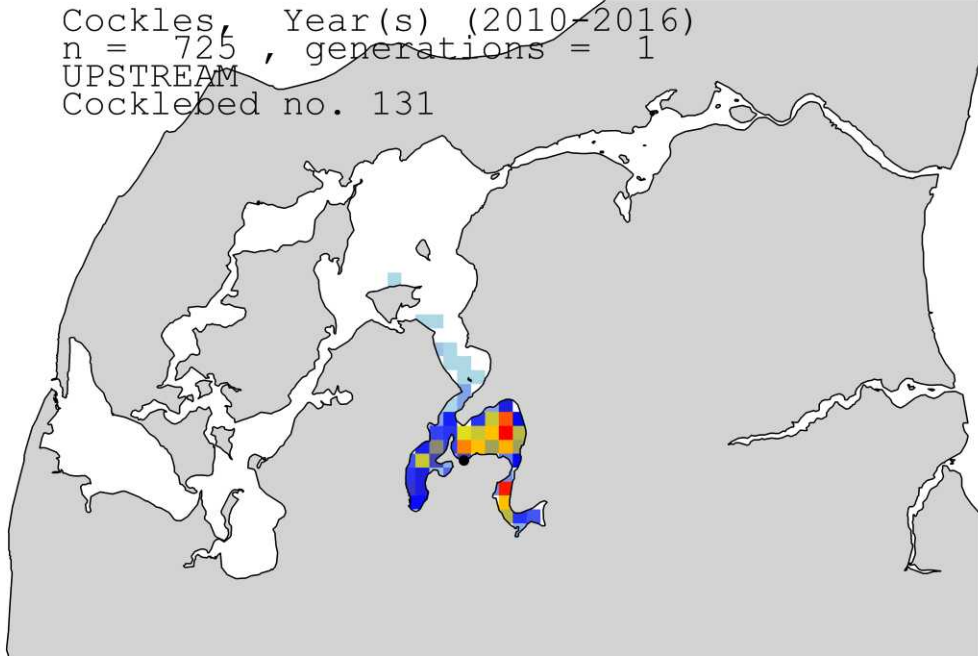 Cockles, Year(s) (2010-2016)
n = 725 , generations = 1
UPSTREAM
Cocklebed no. 131